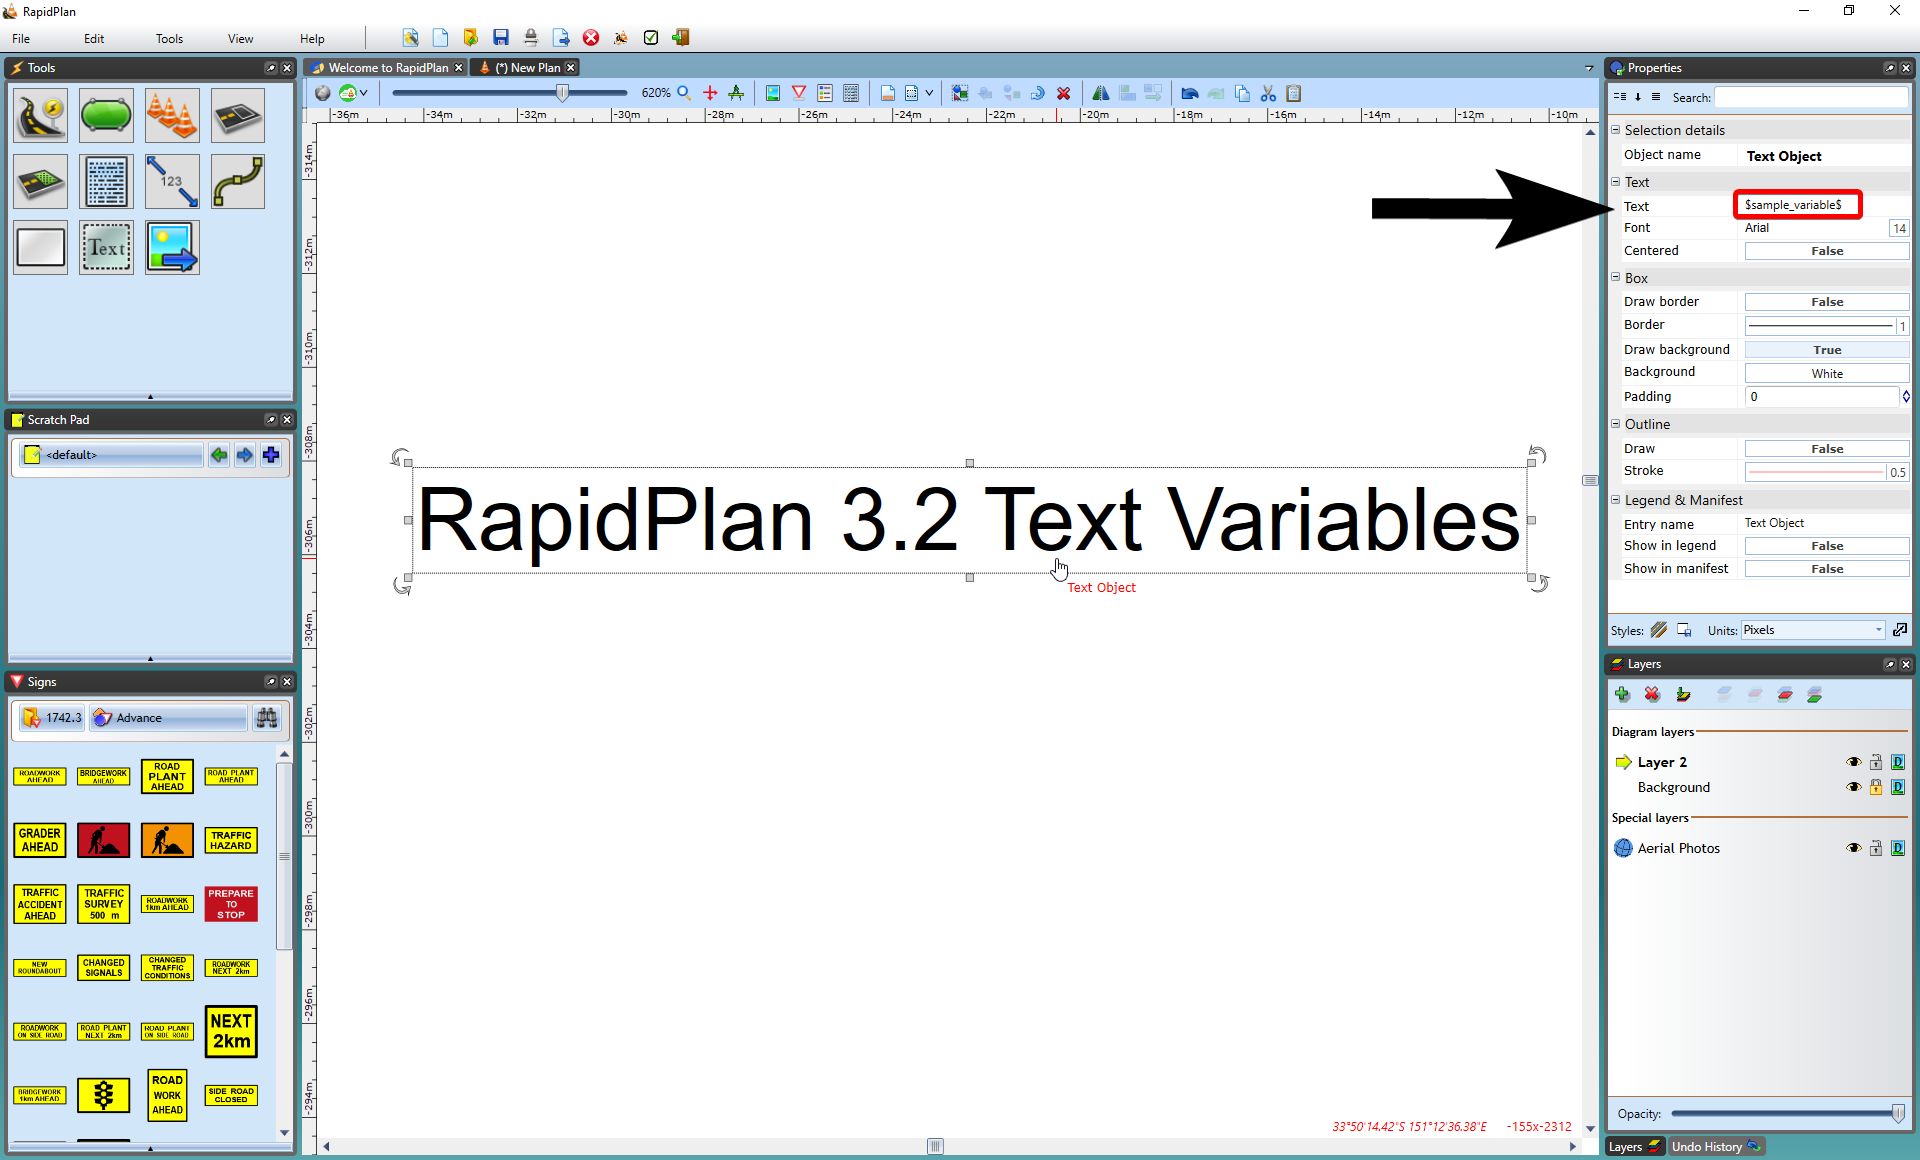 RapidPlan
File Edit Tools View Help
Tools
Welcome to RapidPlan
(*) New Plan
620%
-36m -34m -32m -30m -28m -26m -24m -22m -20m -18m -16m -14m -12m -10m
-314m
-312m
-310m
-308m
-306m
-304m
-302m
-300m
-298m
-296m
-294m
123
Text
Scratch Pad
<default>
Signs
1742.3
Advance
ROADWORK
AHEAD
BRIDGEWORK
AHEAD
ROAD
PLANT
AHEAD
ROAD PLANT
AHEAD
GRADER
AHEAD
TRAFFIC
HAZARD
TRAFFIC
ACCIDENT
AHEAD
TRAFFIC
SURVEY
500 m
ROADWORK
1km AHEAD
PREPARE
TO
STOP
NEW
ROUNDABOUT
CHANGED
SIGNALS
CHANGED
TRAFFIC
CONDITIONS
ROADWORK
NEXT 2km
ROADWORK
ON SIDE ROAD
ROAD PLANT
NEXT 2km
ROAD PLANT
ON SIDE ROAD
NEXT
2km
BRIDGEWORK
1km AHEAD
ROAD
WORK
AHEAD
SIDE ROAD
CLOSED
RapidPlan 3.2 Text Variables
Text Object
33°50'14.42"S 151°12'36.38"E -155x-2312
Properties
Search:
Selection details
Object name Text Object
Text
Text $sample_variable$
Font Arial 14
Centered False
Box
Draw border False
Border 1
Draw background True
Background White
Padding 0
Outline
Draw False
Stroke 0.5
Legend & Manifest
Entry name Text Object
Show in legend False
Show in manifest False
Styles: Units: Pixels
Layers
Diagram layers
Layer 2 D
Background D
Special layers
Aerial Photos D
Opacity:
Layers Undo History